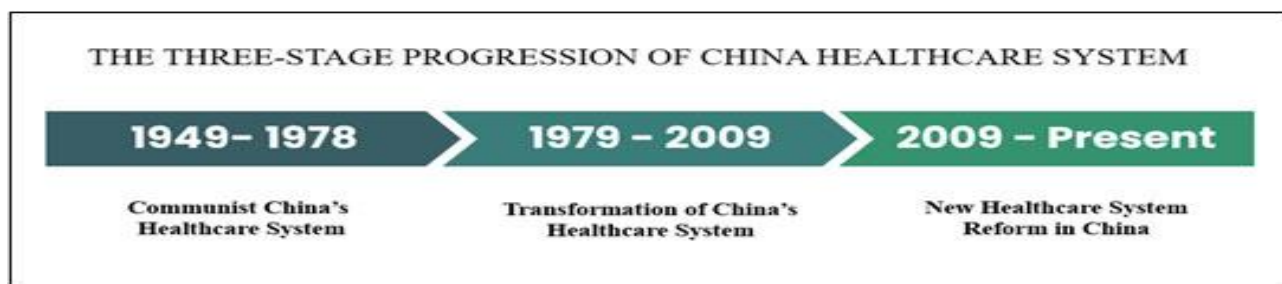 THE THREE-STAGE PROGRESSION OF CHINA HEALTHCARE SYSTEM
1949– 1978
1979 – 2009
2009 – Present
Communist China’s
Healthcare System
Transformation of China’s
Healthcare System
New Healthcare System
Reform in China